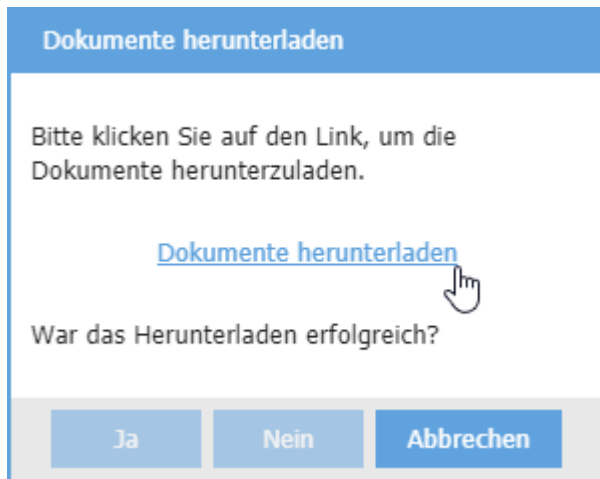 Dokumente herunterladen
Bitte klicken Sie auf den Link, um die
Dokumente herunterzuladen.
Dokumente herunterladen
War das Herunterladen erfolgreich?
Ja Nein Abbrechen